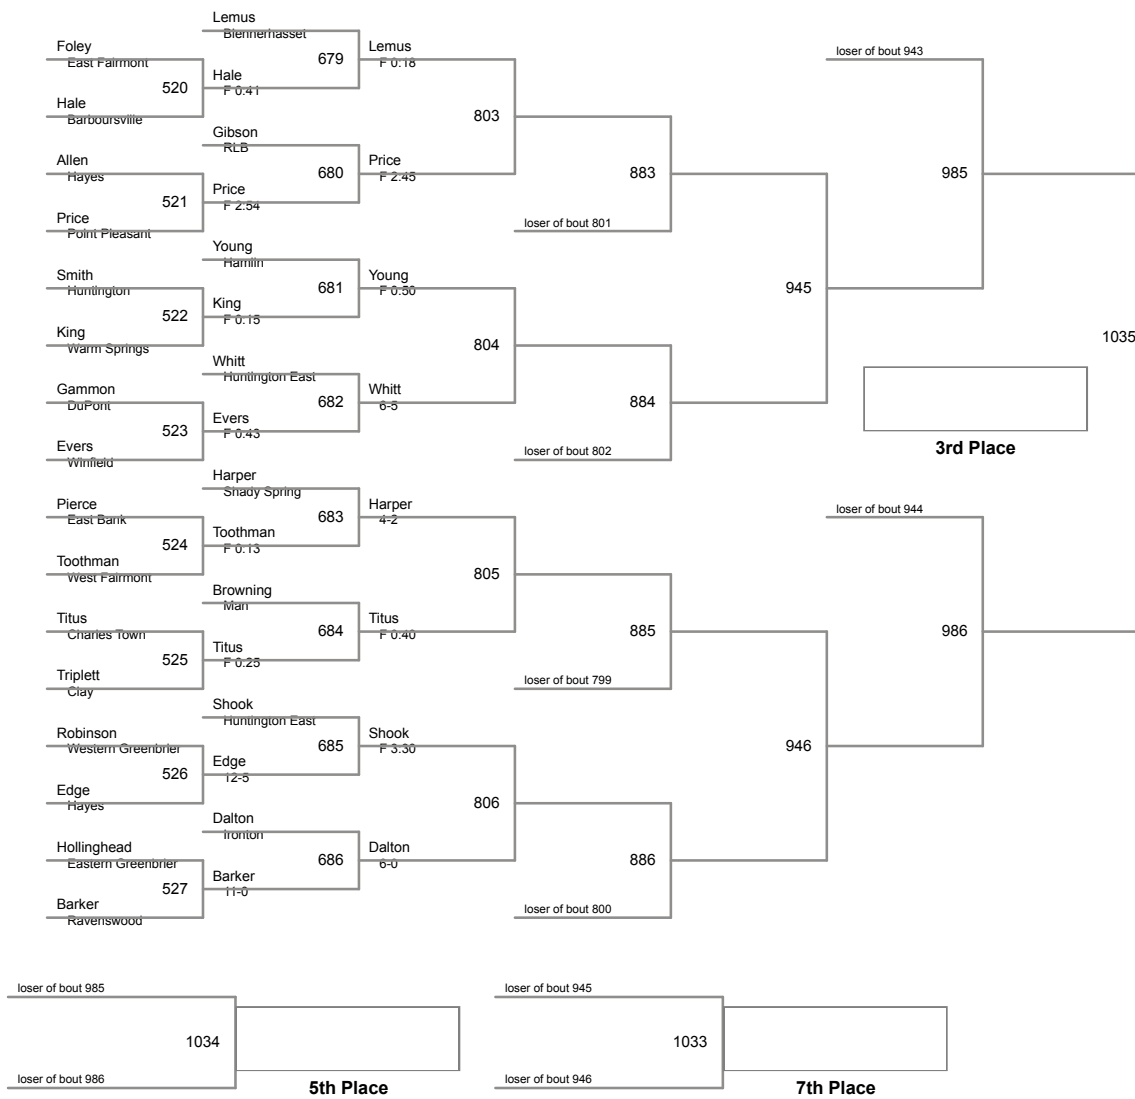 Lemus
Blennerhasset
Foley
East Fairmont
679
Lemus
F 0:18
loser of bout 943
520
Hale
F 0:41
Hale
Barboursville
803
Gibson
RLB
Allen
Hayes
680
Price
F 2:45
883
985
521
Price
F 2:54
Price
Point Pleasant
loser of bout 801
Young
Hamlin
Smith
Huntington
681
Young
F 0:50
945
522
King
F 0:15
King
Warm Springs
804
1035
Whitt
Huntington East
Gammon
DuPont
682
Whitt
6-5
884
523
Evers
F 0:43
Evers
Winfield
loser of bout 802
3rd Place
Harper
Shady Spring
Pierce
East Bank
683
Harper
4-2
loser of bout 944
524
Toothman
F 0:13
Toothman
West Fairmont
805
Browning
Man
Titus
Charles Town
684
Titus
F 0:40
885
986
525
Titus
F 0:25
Triplett
Clay
loser of bout 799
Shook
Huntington East
Robinson
Western Greenbrier
685
Shook
F 3:30
946
526
Edge
12-5
Edge
Hayes
806
Dalton
Ironton
Hollinghead
Eastern Greenbrier
686
Dalton
6-0
886
527
Barker
11-0
Barker
Ravenswood
loser of bout 800
loser of bout 985
1034
loser of bout 986
5th Place
loser of bout 945
1033
loser of bout 946
7th Place